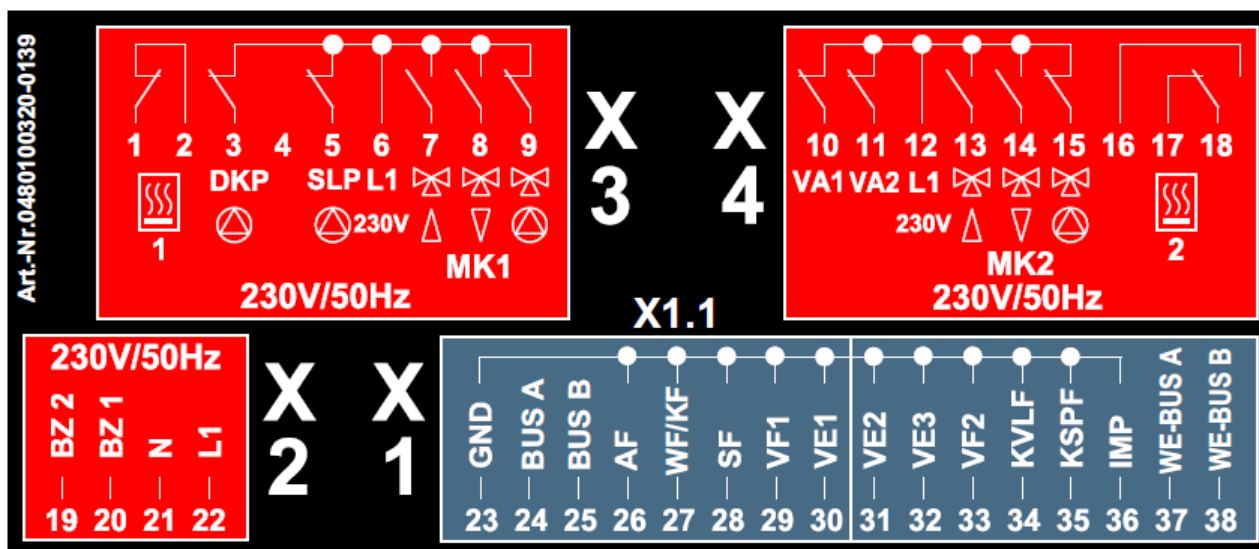 Art.-Nr.0480100320-0139
1 2 3 4 5 6 7 8 9
DKP SLP L1
230V
1
MK1
230V/50Hz
X
3
X
4
10 11 12 13 14 15 16 17 18
VA1 VA2 L1
230V
2
MK2
230V/50Hz
X1.1
230V/50Hz
BZ 2 BZ 1 N L1
19 20 21 22
X
2
X
1
GND BUS A BUS B AF WF/KF SF VF1 VE1 VE2 VE3 VF2 KVLF KSPF IMP WE-BUS A WE-BUS B
23 24 25 26 27 28 29 30 31 32 33 34 35 36 37 38